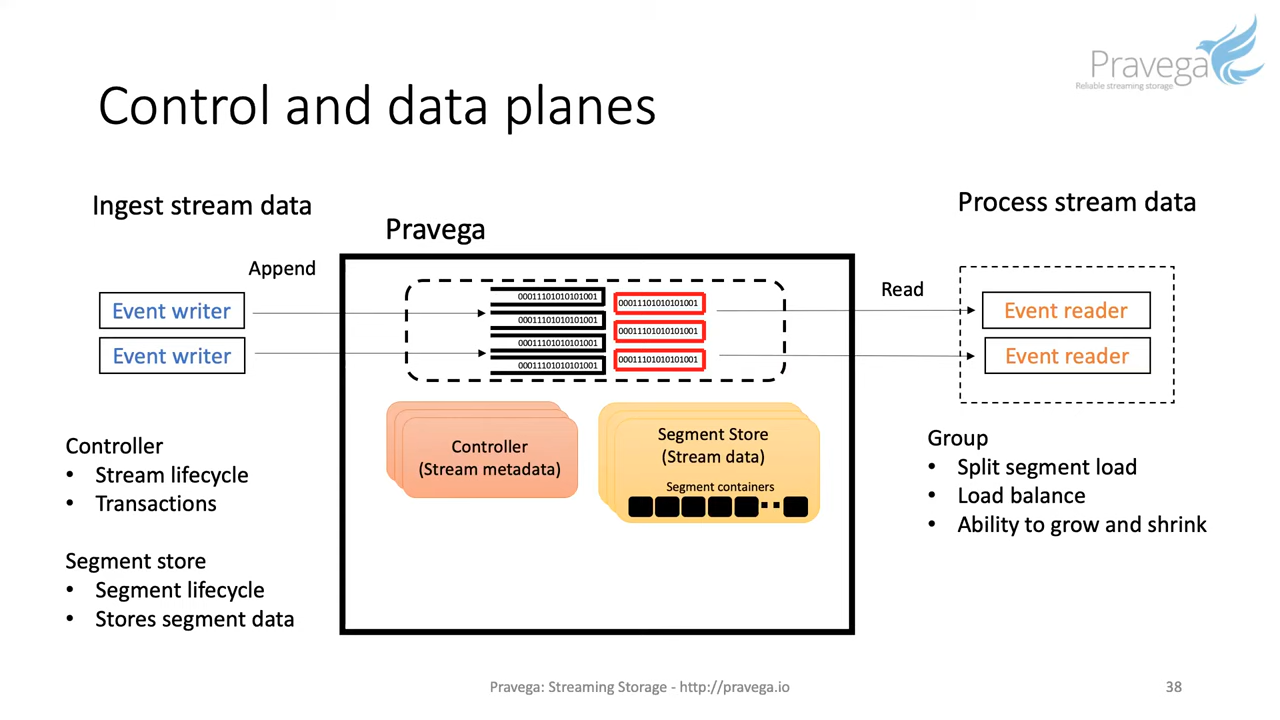 Pravega
Reliable streaming storage
Control and data planes
Ingest stream data
Process stream data
Pravega
Append
Read
Event writer
Event writer
00011101010101001
00011101010101001
00011101010101001
00011101010101001
00011101010101001
00011101010101001
00011101010101001
Event reader
Event reader
Controller
(Stream metadata)
Segment Store
(Stream data)
Segment containers
Controller
• Stream lifecycle
• Transactions
Segment store
• Segment lifecycle
• Stores segment data
Group
• Split segment load
• Load balance
• Ability to grow and shrink
Pravega: Streaming Storage - http://pravega.io
38